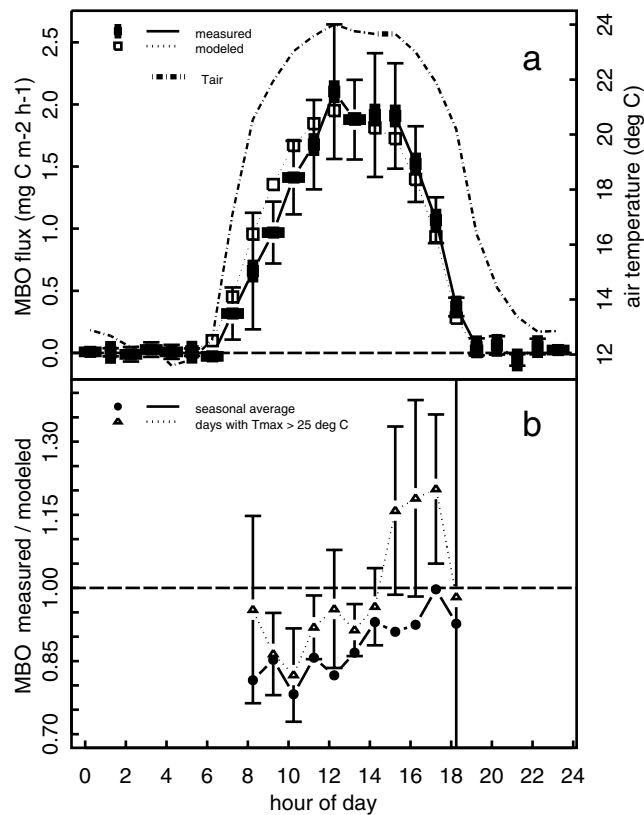 measured
modeled
Tair
a
MBO flux (mg C m-2 h-1)
2.5
2.0
1.5
1.0
0.5
0.0
24
22
20
18
16
14
12
air temperature (deg C)
seasonal average
days with Tmax > 25 deg C
b
MBO measured / modeled
1.30
1.15
1.00
0.85
0.70
0 2 4 6 8 10 12 14 16 18 20 22 24
hour of day